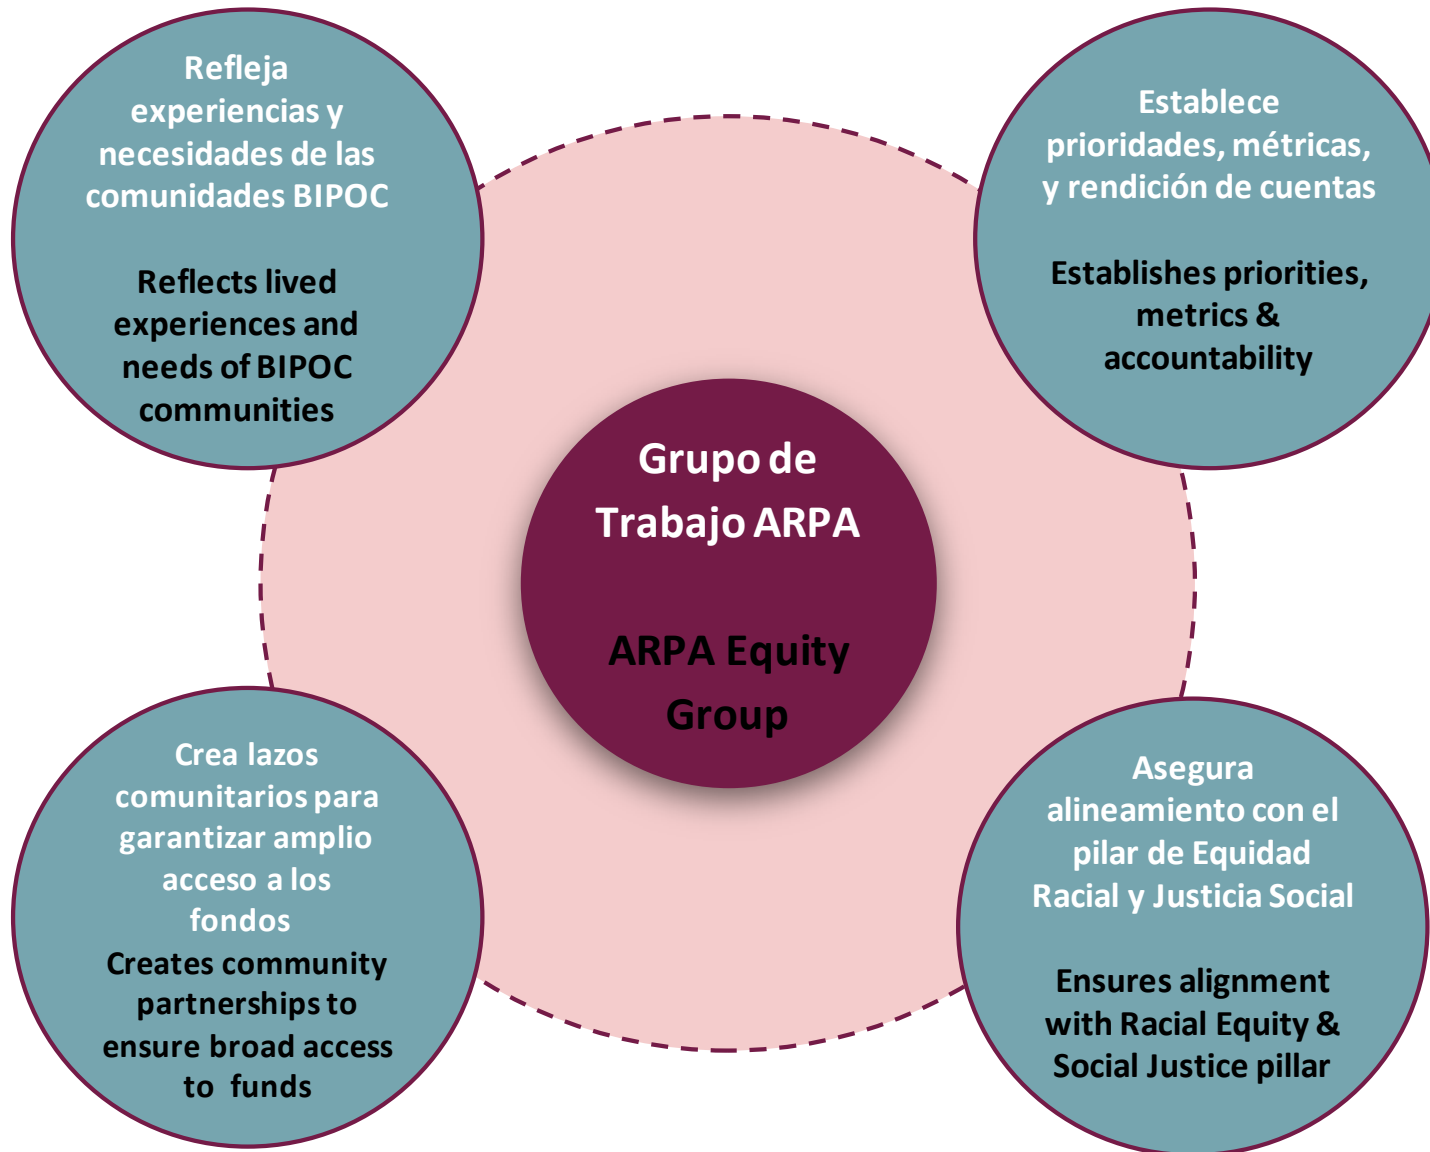 Refleja
experiencias y
necesidades de las
comunidades BIPOC
Reflects lived
experiences and
needs of BIPOC
communities
Establece
prioridades, métricas,
y rendición de cuentas
Establishes priorities,
metrics &
accountability
Grupo de
Trabajo ARPA
ARPA Equity
Group
Crea lazos
comunitarios para
garantizar amplio
acceso a los
fondos
Creates community
partnerships to
ensure broad access
to funds
Asegura
alineamiento con el
pilar de Equidad
Racial y Justicia Social
Ensures alignment
with Racial Equity &
Social Justice pillar